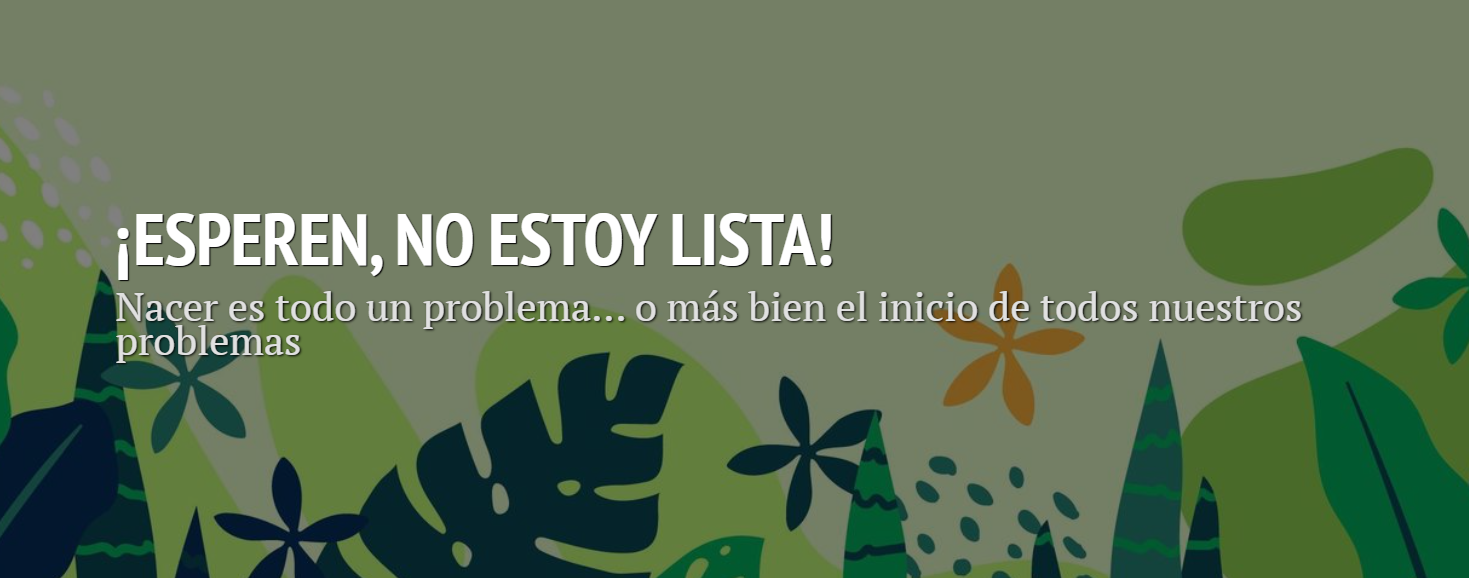 ¡ESPEREN, NO ESTOY LISTA!
Nacer es todo un problema... o más bien el inicio de todos nuestros
problemas